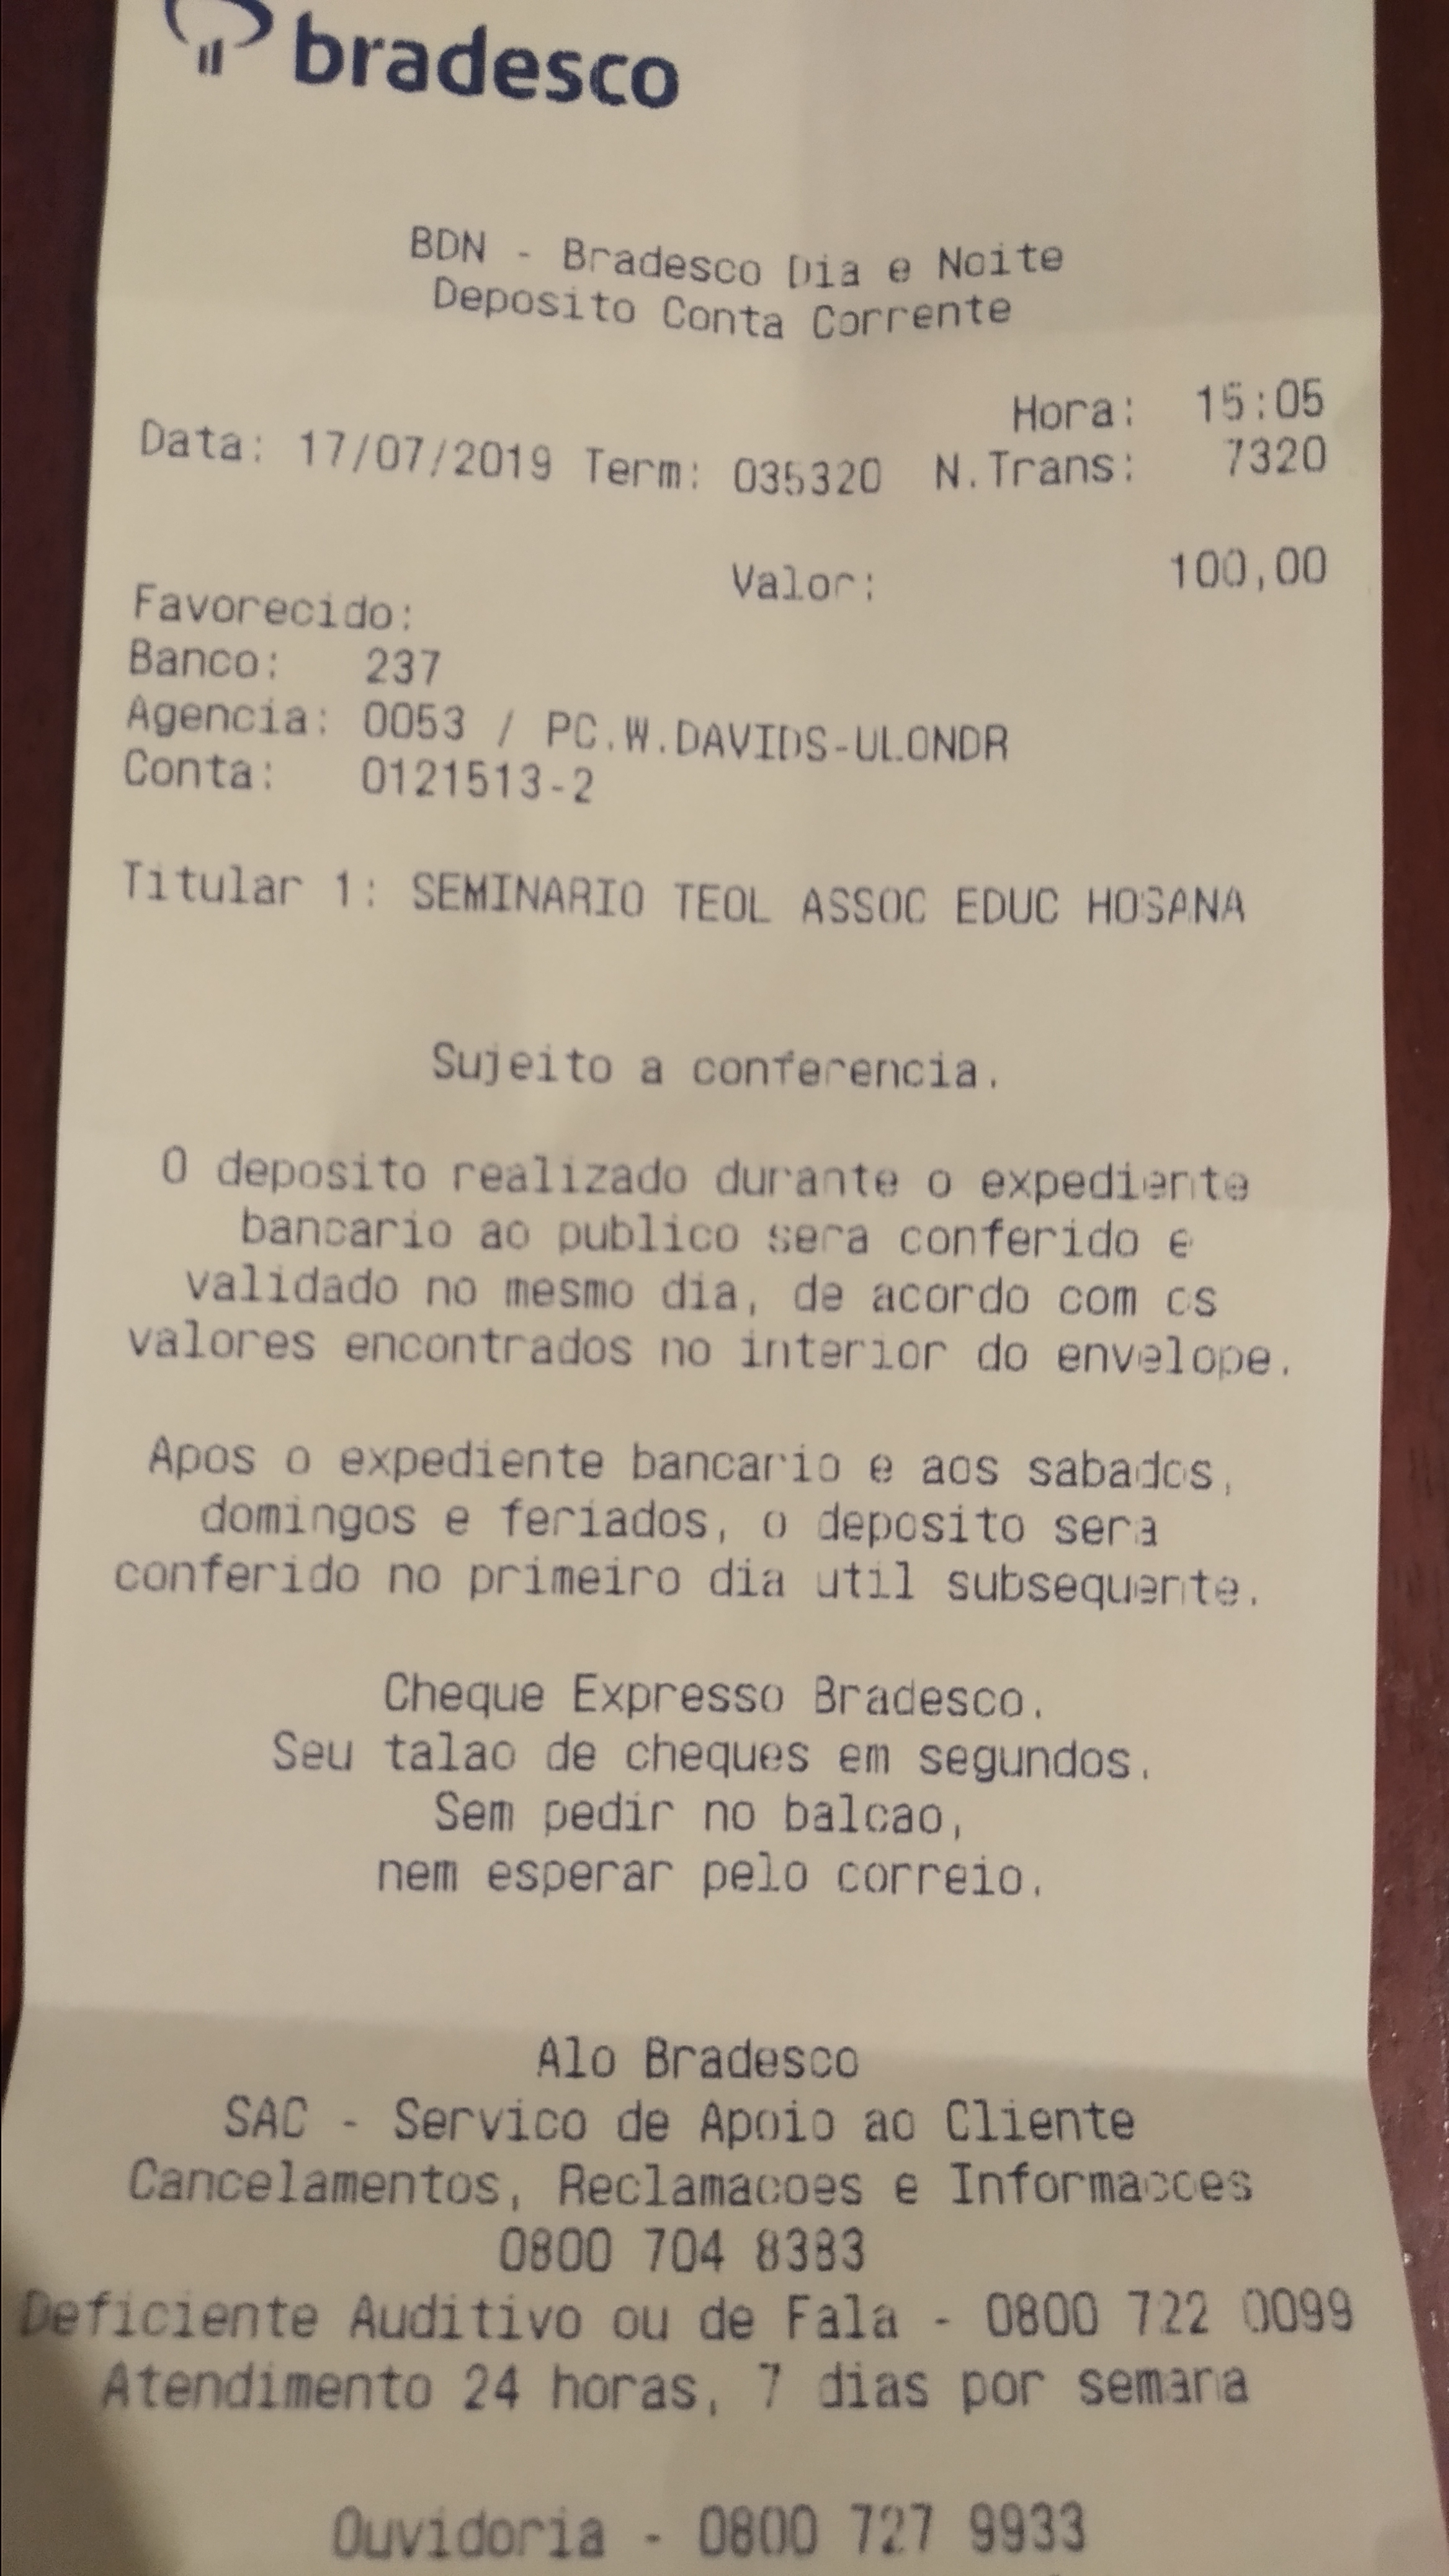 bradesco
BDN - Bradesco Dia e Noite
Deposito Conta Corrente
Hora: 15:05
Data: 17/07/2019 Term: 035320 N.Trans: 7320
Valor: 100,00
Favorecido:
Banco: 237
Agencia: 0053 / PC.W.DAVIDS-ULONDR
Conta: 0121513-2
Titular 1: SEMINARIO TEOL ASSOC EDUC HOSANA
Sujeito a conferencia.
O deposito realizado durante o expediente
bancario ao publico sera conferido e
validado no mesmo dia, de acordo com os
valores encontrados no interior do envelope.
Apos o expediente bancario e aos sabados,
domingos e feriados, o deposito sera
conferido no primeiro dia util subsequente.
Cheque Expresso Bradesco.
Seu talao de cheques em segundos.
Sem pedir no balcao,
nem esperar pelo correio.
Alo Bradesco
SAC - Servico de Apoio ao Cliente
Cancelamentos, Reclamacoes e Informacoes
0800 704 8383
Deficiente Auditivo ou de Fala - 0800 722 0099
Atendimento 24 horas, 7 dias por semana
Ouvidoria - 0800 727 9933